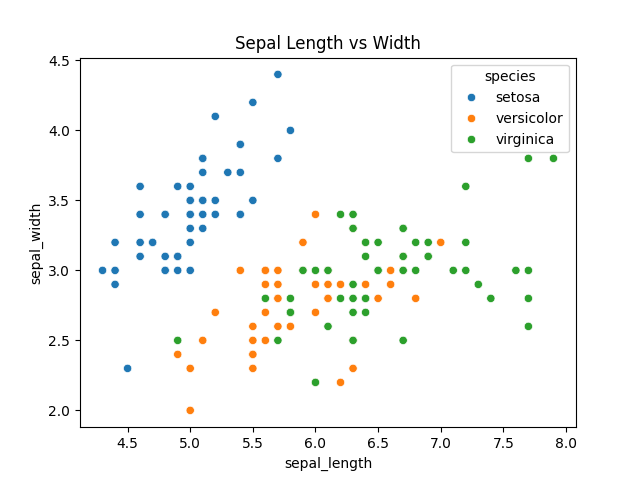 Sepal Length vs Width
species
setosa
versicolor
virginica
sepal_width
4.5
4.0
3.5
3.0
2.5
2.0
4.5 5.0 5.5 6.0 6.5 7.0 7.5 8.0
sepal_length